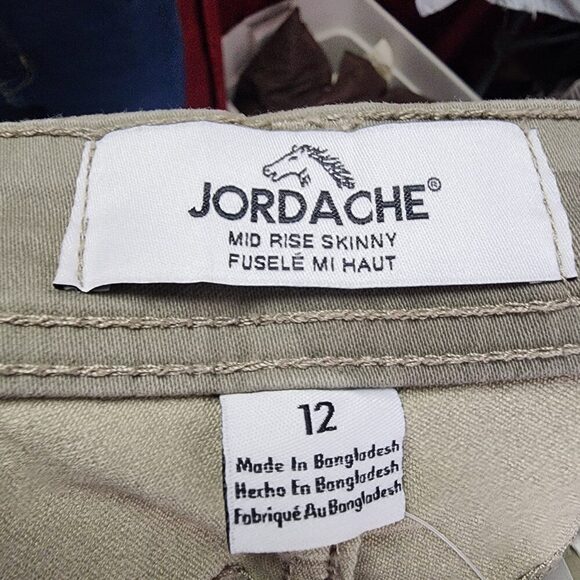 JORDACHE®
MID RISE SKINNY
FUSELÉ MI HAUT
12
Made In Bangladesh
Hecho En Bangladesh
Fabriqué Au Bangladesh